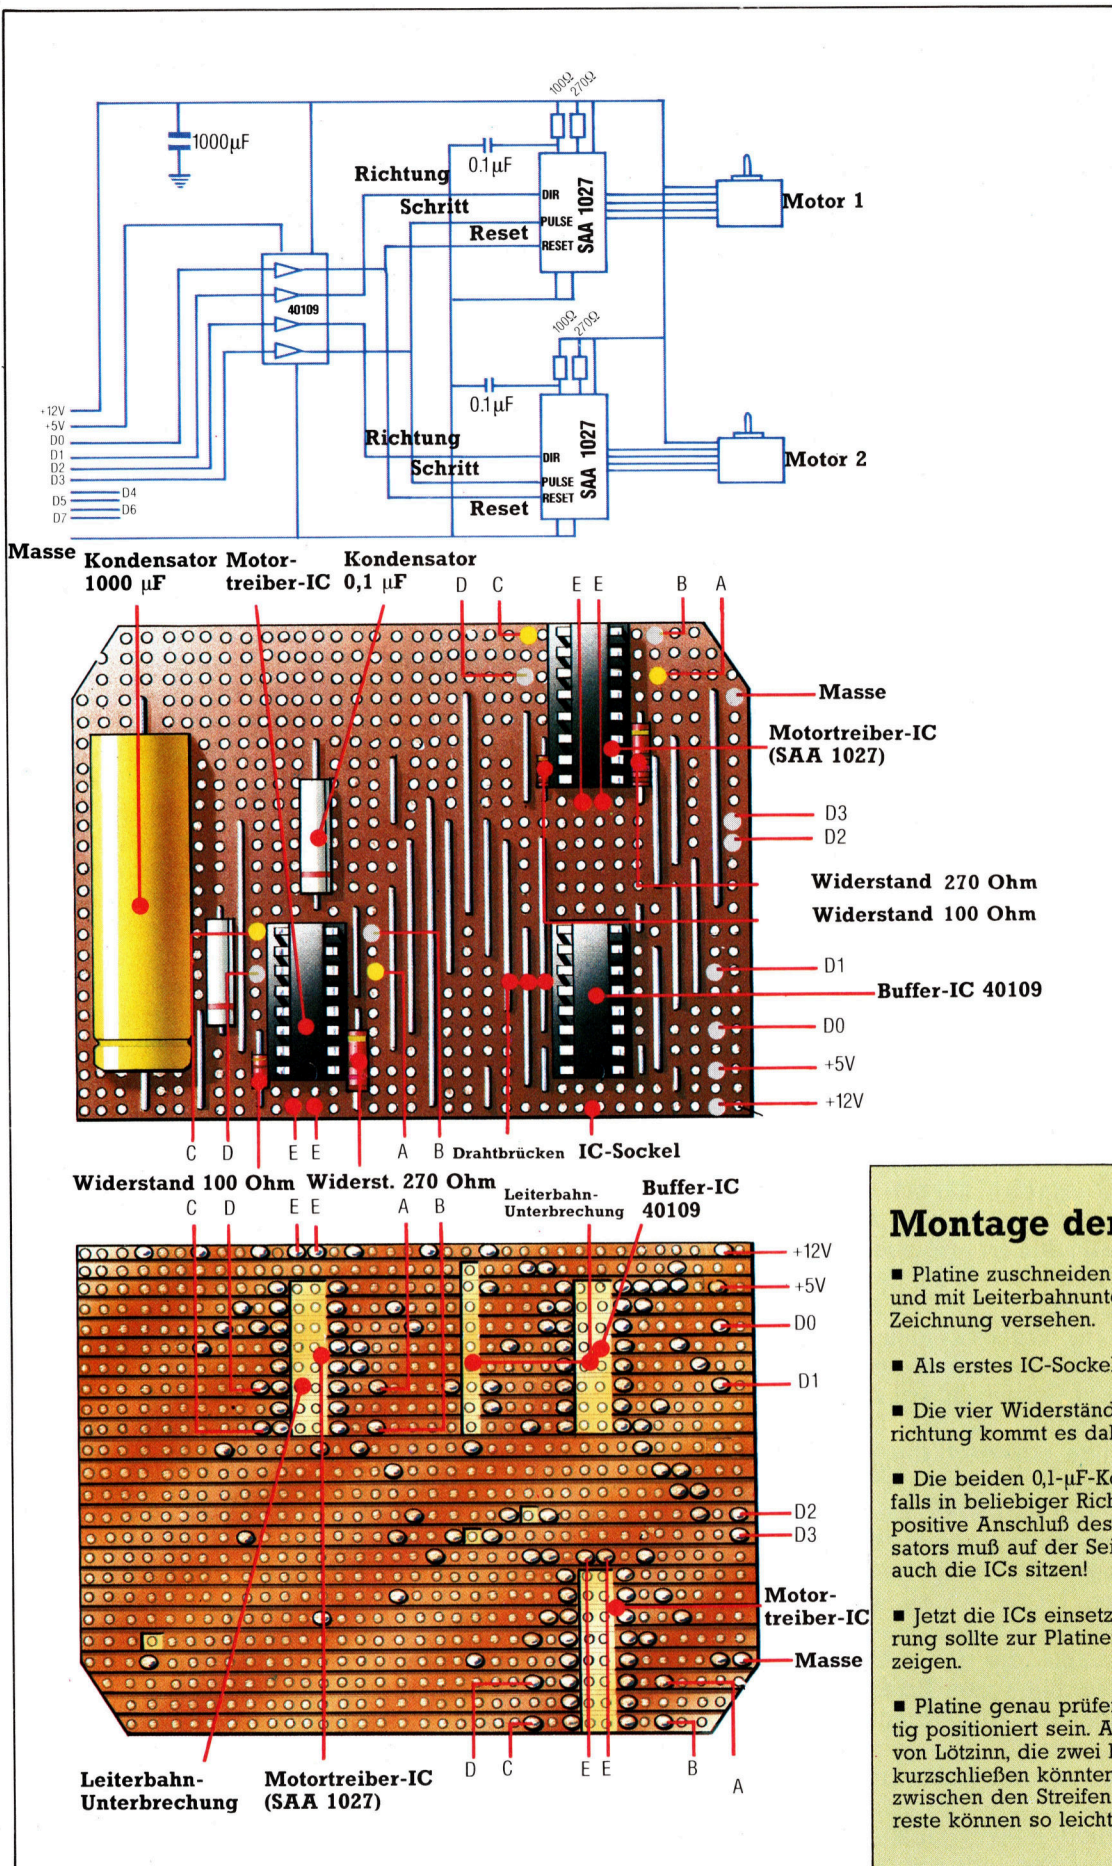 100Ω 270Ω
1000µF
0.1µF
Richtung
Schritt
Reset
DIR
PULSE
RESET
SAA 1027
Motor 1
40109
100Ω 270Ω
0.1µF
Richtung
Schritt
Reset
DIR
PULSE
RESET
SAA 1027
Motor 2
+12V
+5V
D0
D1
D2
D3
D4
D5
D6
D7
Masse
Kondensator
1000 µF
Motor-
treiber-IC
Kondensator
0,1 µF
D C E E B A
Masse
Motortreiber-IC
(SAA 1027)
D3
D2
Widerstand 270 Ohm
Widerstand 100 Ohm
D1
Buffer-IC 40109
D0
+5V
+12V
C D E E A B Drahtbrücken IC-Sockel
Widerstand 100 Ohm Widerst. 270 Ohm
C D E E A B
Leiterbahn-
Unterbrechung
Buffer-IC
40109
+12V
+5V
D0
D1
D2
D3
Motor-
treiber-IC
Masse
D C E E B A
Leiterbahn-
Unterbrechung
Motortreiber-IC
(SAA 1027)
Montage der
■ Platine zuschneiden
und mit Leiterbahnunt
Zeichnung versehen.
■ Als erstes IC-Sockel
■ Die vier Widerständ
richtung kommt es da
■ Die beiden 0,1-µF-K
falls in beliebiger Ric
positive Anschluß des
sators muß auf der Sei
auch die ICs sitzen!
■ Jetzt die ICs einsetz
rung sollte zur Platine
zeigen.
■ Platine genau prüfe
tig positioniert sein. A
von Lötzinn, die zwei
kurzschließen könnten
zwischen den Streifen
reste können so leicht